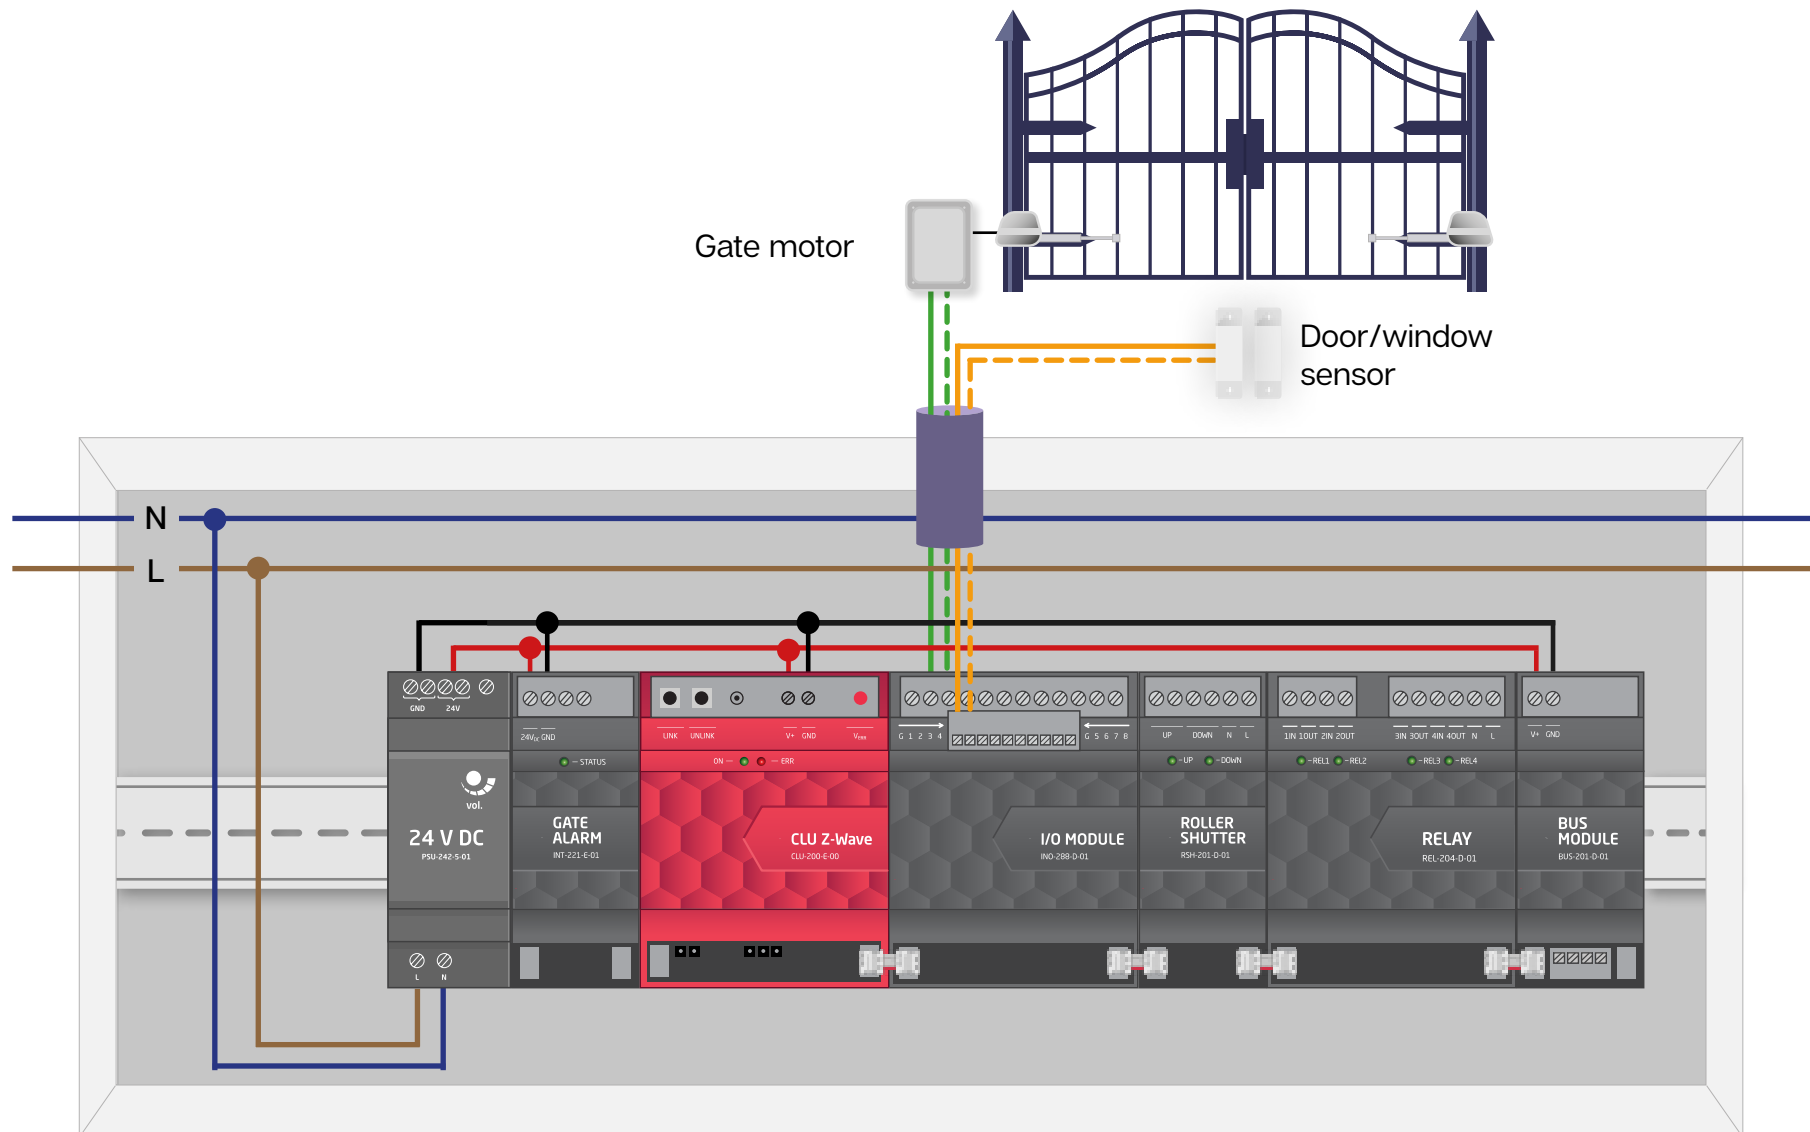 Gate motor
Door/window
sensor
N
L
GND 24V
24VDC GND
LINK UNLINK V+ GND VERR
G 1 2 3 4
G 5 6 7 8
UP DOWN N L
1IN 1OUT 2IN 2OUT
3IN 3OUT 4IN 4OUT N L
V+ GND
STATUS
ON ERR
UP DOWN
REL1 REL2
REL3 REL4
vol.
24 V DC
PSU-242-S-01
GATE
ALARM
INT-221-E-01
CLU Z-Wave
CLU-200-E-00
I/O MODULE
INO-288-D-01
ROLLER
SHUTTER
RSH-201-D-01
RELAY
REL-204-D-01
BUS
MODULE
BUS-201-D-01
L N